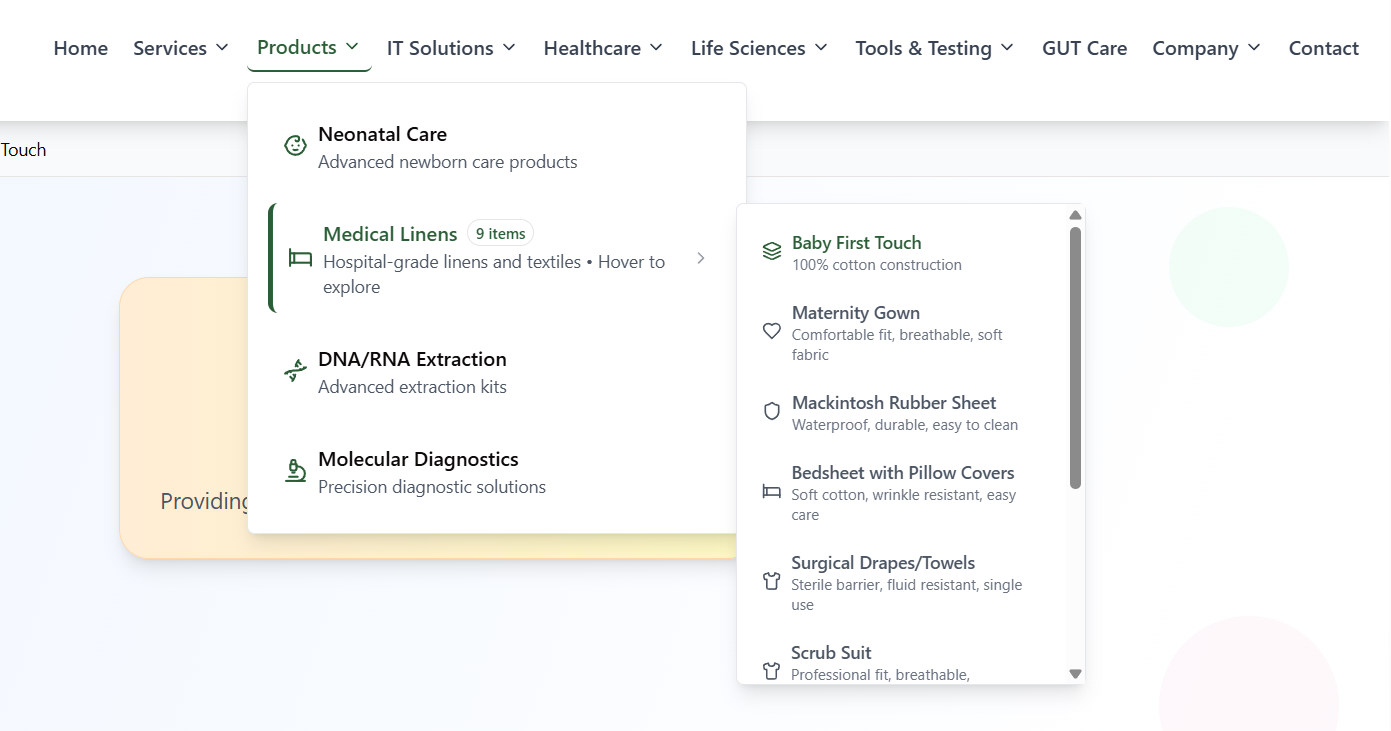 Home Services Products IT Solutions Healthcare Life Sciences Tools & Testing GUT Care Company Contact
Touch
Neonatal Care
Advanced newborn care products
Medical Linens 9 items
Hospital-grade linens and textiles • Hover to
explore
DNA/RNA Extraction
Advanced extraction kits
Molecular Diagnostics
Precision diagnostic solutions
Providing
Baby First Touch
100% cotton construction
Maternity Gown
Comfortable fit, breathable, soft
fabric
Mackintosh Rubber Sheet
Waterproof, durable, easy to clean
Bedsheet with Pillow Covers
Soft cotton, wrinkle resistant, easy
care
Surgical Drapes/Towels
Sterile barrier, fluid resistant, single
use
Scrub Suit
Professional fit, breathable,